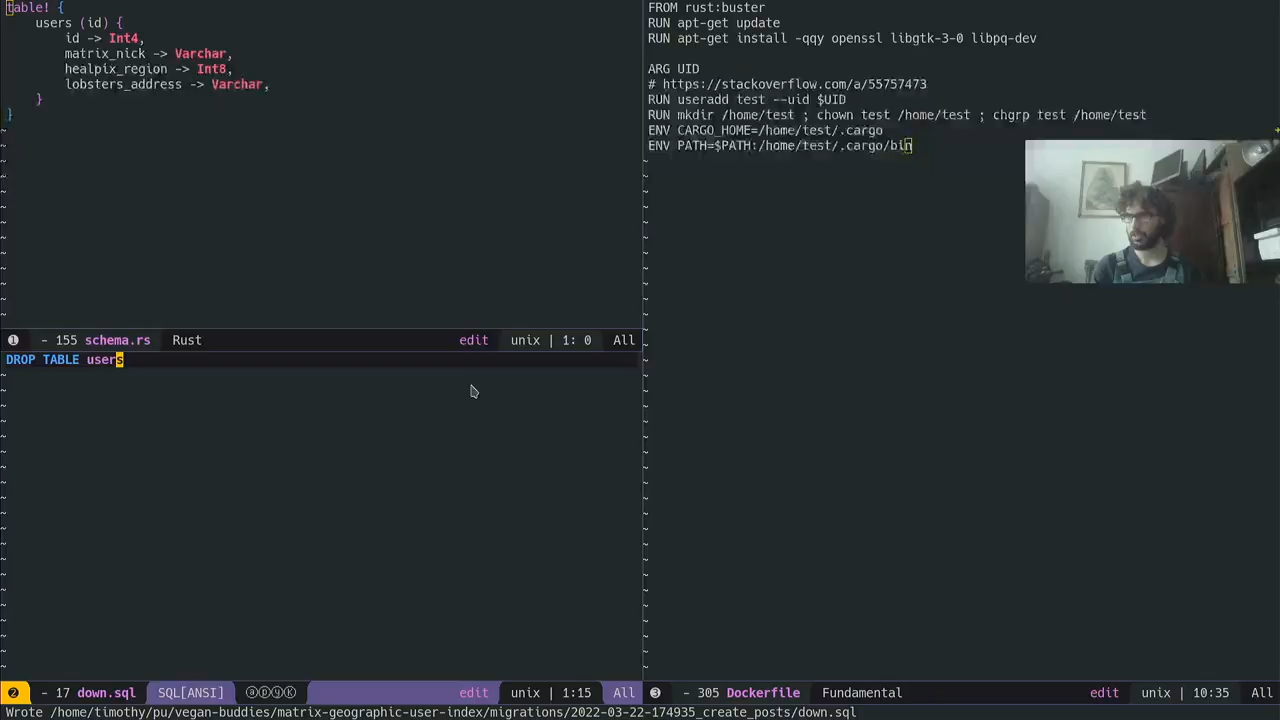 table! {
    users (id) {
        id -> Int4,
        matrix_nick -> Varchar,
        healpix_region -> Int8,
        lobsters_address -> Varchar,
    }
}
~
❶ - 155 schema.rs Rust edit unix | 1: 0 All
DROP TABLE users
~
❷ - 17 down.sql SQL[ANSI] ⓐⓟⓨⓀ edit unix | 1:15 All
FROM rust:buster
RUN apt-get update
RUN apt-get install -qqy openssl libgtk-3-0 libpq-dev
ARG UID
# https://stackoverflow.com/a/55757473
RUN useradd test --uid $UID
RUN mkdir /home/test ; chown test /home/test ; chgrp test /home/test
ENV CARGO_HOME=/home/test/.cargo
ENV PATH=$PATH:/home/test/.cargo/bin
~
❸ - 305 Dockerfile Fundamental edit unix | 10:35 All
Wrote /home/timothy/pu/vegan-buddies/matrix-geographic-user-index/migrations/2022-03-22-174935_create_posts/down.sql